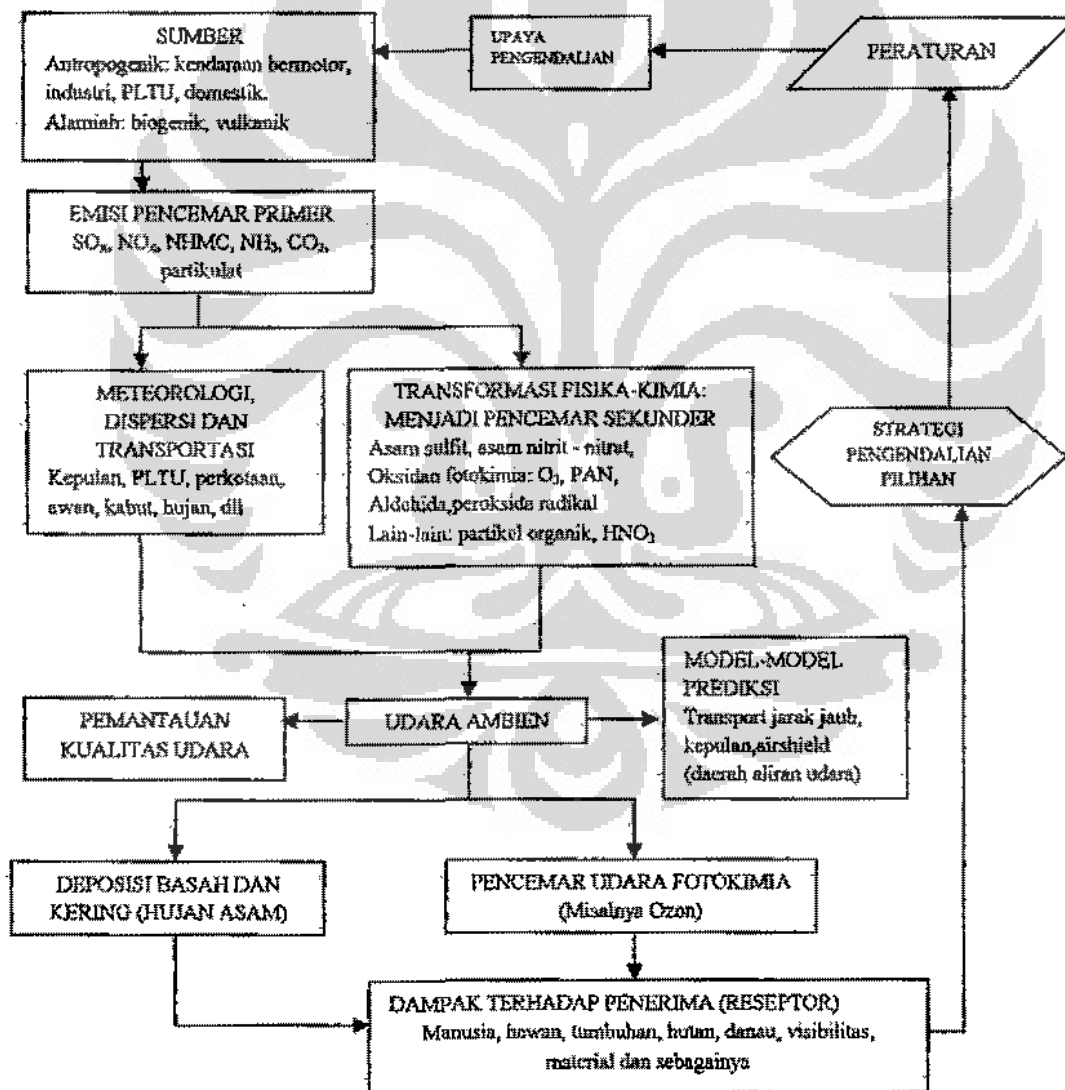 SUMBER
Antropogenik: kendaraan bermotor,
industri, PLTU, domestik.
Alamiah: biogenik, vulkanik
UPAYA
PENGENDALIAN
PERATURAN
EMISI PENCEMAR PRIMER
SOₓ, NOₓ, NHMC, NH₃, CO₂,
partikulat
METEOROLOGI,
DISPERSI DAN
TRANSPORTASI
Kepulan, PLTU, perkotaan,
awan, kabut, hujan, dll
TRANSFORMASI FISIKA-KIMIA:
MENJADI PENCEMAR SEKUNDER
Asam sulfit, asam nitrit - nitrat,
Oksidan fotokimia: O₃, PAN,
Aldehida,peroksida radikal
Lain-lain: partikel organik, HNO₃
STRATEGI
PENGENDALIAN
PILIHAN
PEMANTAUAN
KUALITAS UDARA
UDARA AMBIEN
MODEL-MODEL
PREDIKSI
Transport jarak jauh,
kepulan,airshield
(daerah aliran udara)
DEPOSISI BASAH DAN
KERING (HUJAN ASAM)
PENCEMAR UDARA FOTOKIMIA
(Misalnya Ozon)
DAMPAK TERHADAP PENERIMA (RESEPTOR)
Manusia, hewan, tumbuhan, hutan, danau, visibilitas,
material dan sebagainya